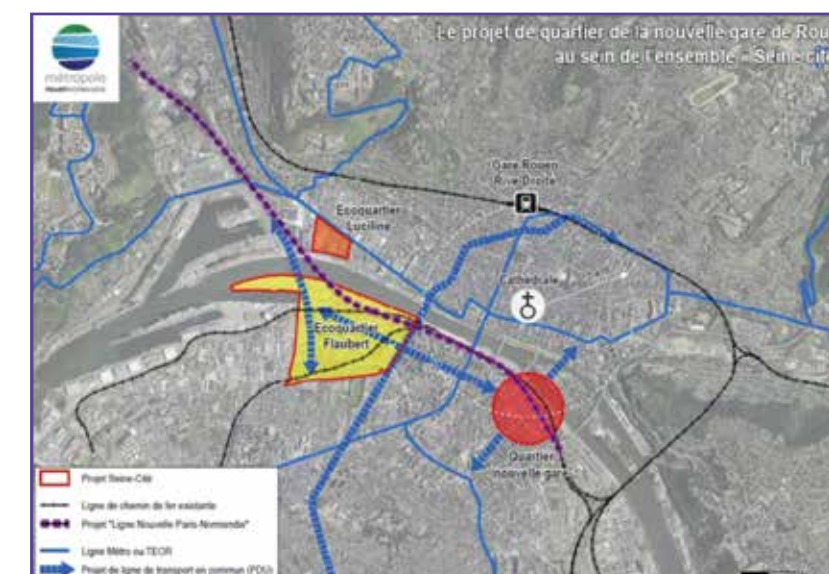 Le projet de quartier de la nouvelle gare de Rou
au sein de l'ensemble « Seine cité
métropole
Gare Rouen
Rive Droite
Ecoquartier
Luciline
Cathédrale
Ecoquartier
Flaubert
Quartier
nouvelle gare
Projet Seine-Cité
Ligne de chemin de fer existante
Projet "Ligne Nouvelle Paris-Normandie"
Ligne Métro ou TEOR
Projet de ligne de transport en commun (PDU)